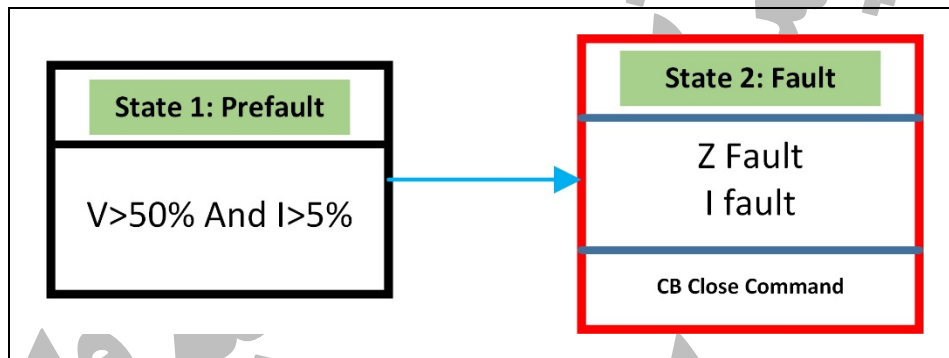 State 1: Prefault
V>50% And I>5%
State 2: Fault
Z Fault
I fault
CB Close Command